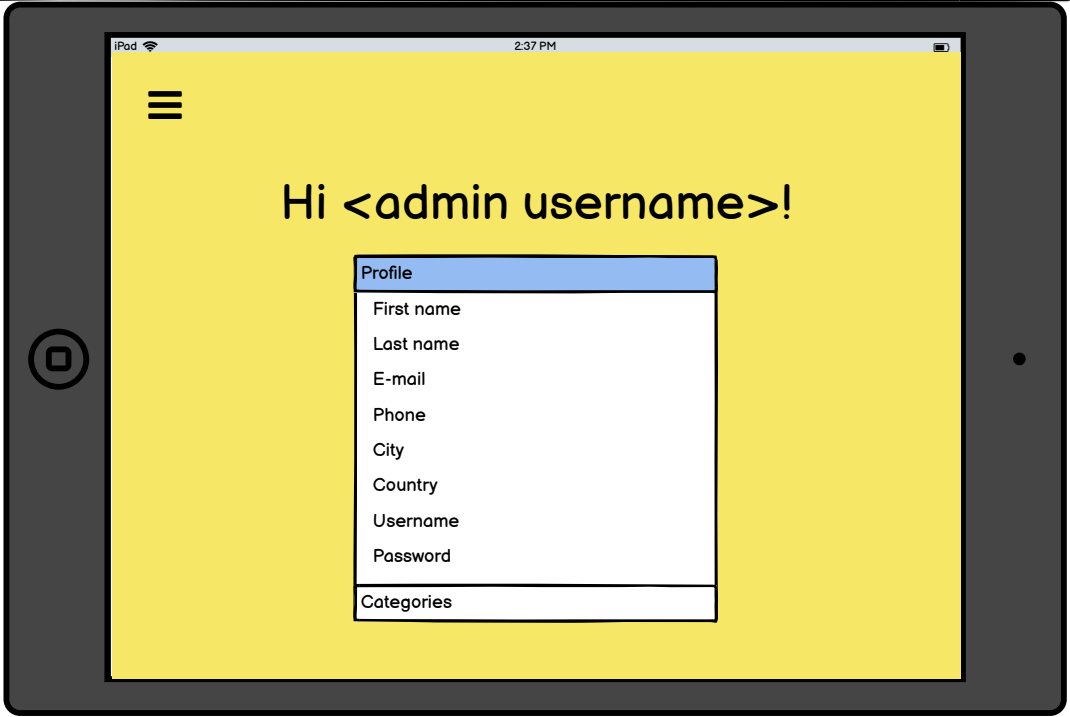 iPad 2:37 PM
Hi <admin username>!
Profile
First name
Last name
E-mail
Phone
City
Country
Username
Password
Categories